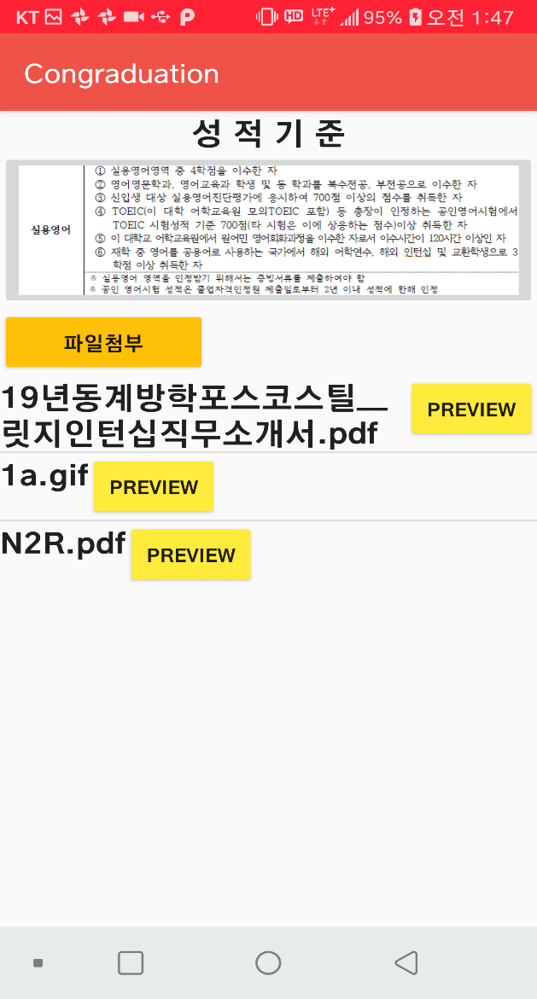 KT LTE+ 95% 오전 1:47
Congraduation
성 적 기 준
실용영어
① 실용영어영역 중 4학점을 이수한 자
② 영어영문학과, 영어교육과 학생 및 동 학과를 복수전공, 부전공으로 이수한 자
③ 신입생 대상 실용영어진단평가에 응시하여 700점 이상의 점수를 취득한 자
④ TOEIC(이 대학 어학교육원 모의TOEIC 포함) 등 총장이 인정하는 공인영어시험에서
TOEIC 시험성적 기준 700점(타 시험은 이에 상응하는 점수)이상 취득한 자
⑤ 이 대학교 어학교육원에서 원어민 영어회화과정을 이수한 자로서 이수시간이 120시간 이상인 자
⑥ 재학 중 영어를 공용어로 사용하는 국가에서 해외 어학연수, 해외 인턴십 및 교환학생으로 3
학점 이상 취득한 자
※ 실용영어 영역을 인정받기 위해서는 증빙서류를 제출하여야 함
※ 공인 영어시험 성적은 졸업자격인정원 제출일로부터 2년 이내 성적에 한해 인정
파일첨부
19년동계방학포스코스틸__
릿지인턴십직무소개서.pdf
PREVIEW
1a.gif PREVIEW
N2R.pdf PREVIEW